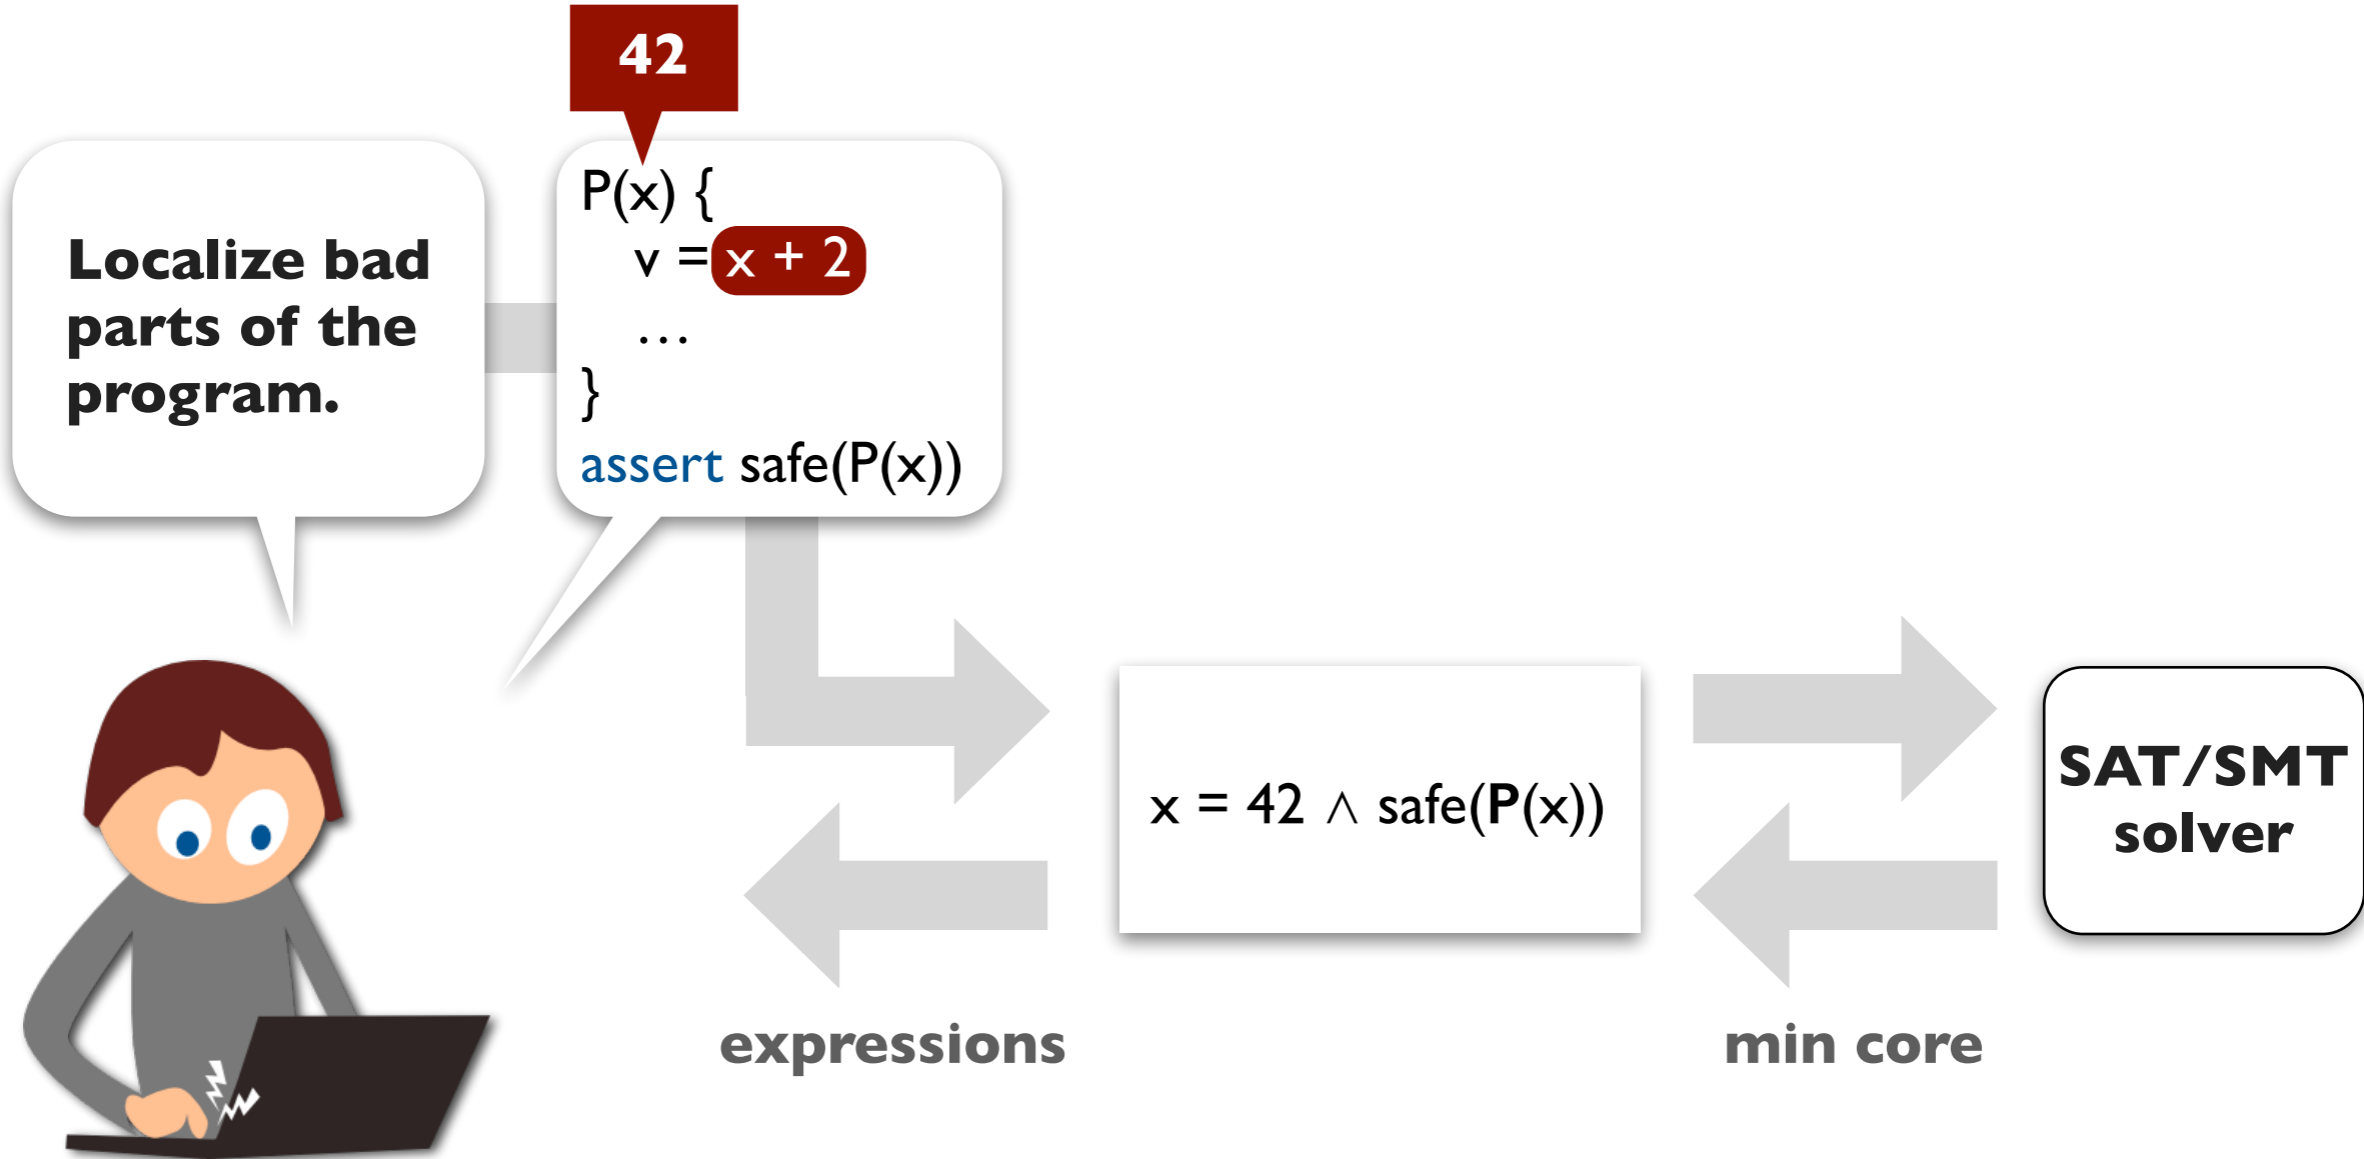 42
Localize bad
parts of the
program.
P(x) {
v = x + 2
…
}
assert safe(P(x))
x = 42 ∧ safe(P(x))
SAT/SMT
solver
expressions
min core